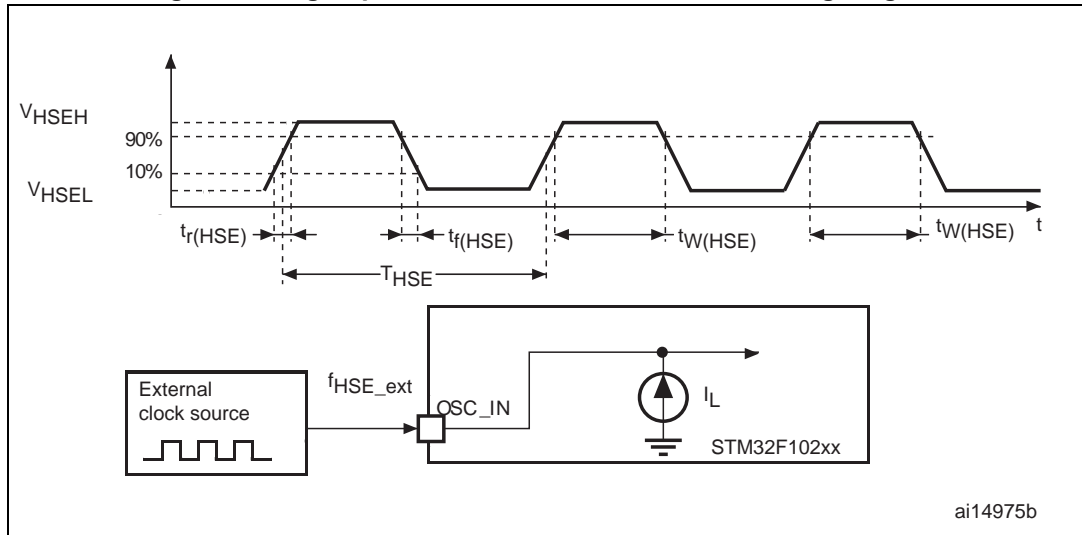 VHSEH
90%
10%
VHSEL
tr(HSE)
tf(HSE)
tW(HSE)
tW(HSE)
t
THSE
External
clock source
fHSE_ext
OSC_IN
IL
STM32F102xx
ai14975b